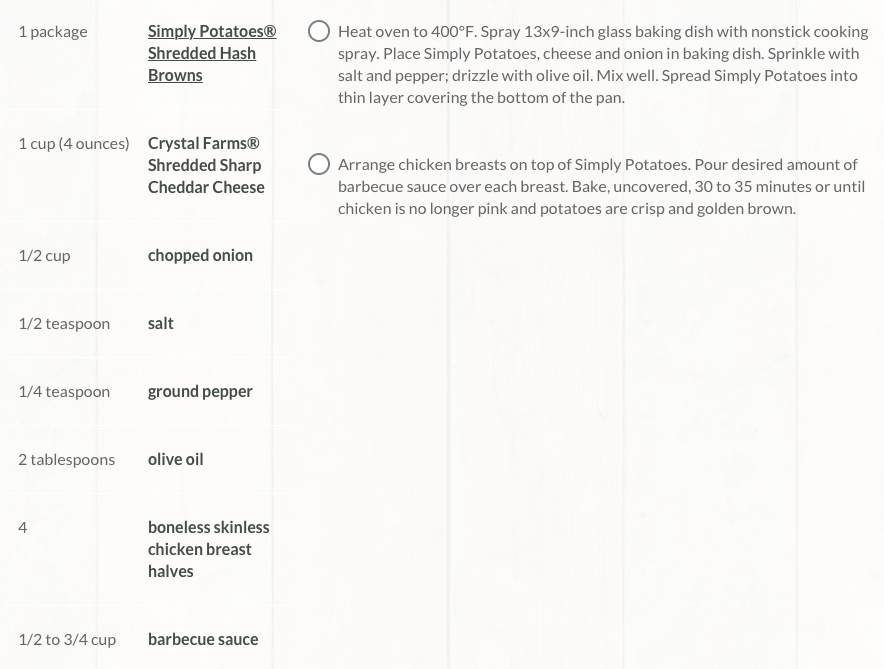 1 package
Simply Potatoes®
Shredded Hash
Browns
1 cup (4 ounces)
Crystal Farms®
Shredded Sharp
Cheddar Cheese
1/2 cup
chopped onion
1/2 teaspoon
salt
1/4 teaspoon
ground pepper
2 tablespoons
olive oil
4
boneless skinless
chicken breast
halves
1/2 to 3/4 cup
barbecue sauce
Heat oven to 400°F. Spray 13x9-inch glass baking dish with nonstick cooking
spray. Place Simply Potatoes, cheese and onion in baking dish. Sprinkle with
salt and pepper; drizzle with olive oil. Mix well. Spread Simply Potatoes into
thin layer covering the bottom of the pan.
Arrange chicken breasts on top of Simply Potatoes. Pour desired amount of
barbecue sauce over each breast. Bake, uncovered, 30 to 35 minutes or until
chicken is no longer pink and potatoes are crisp and golden brown.